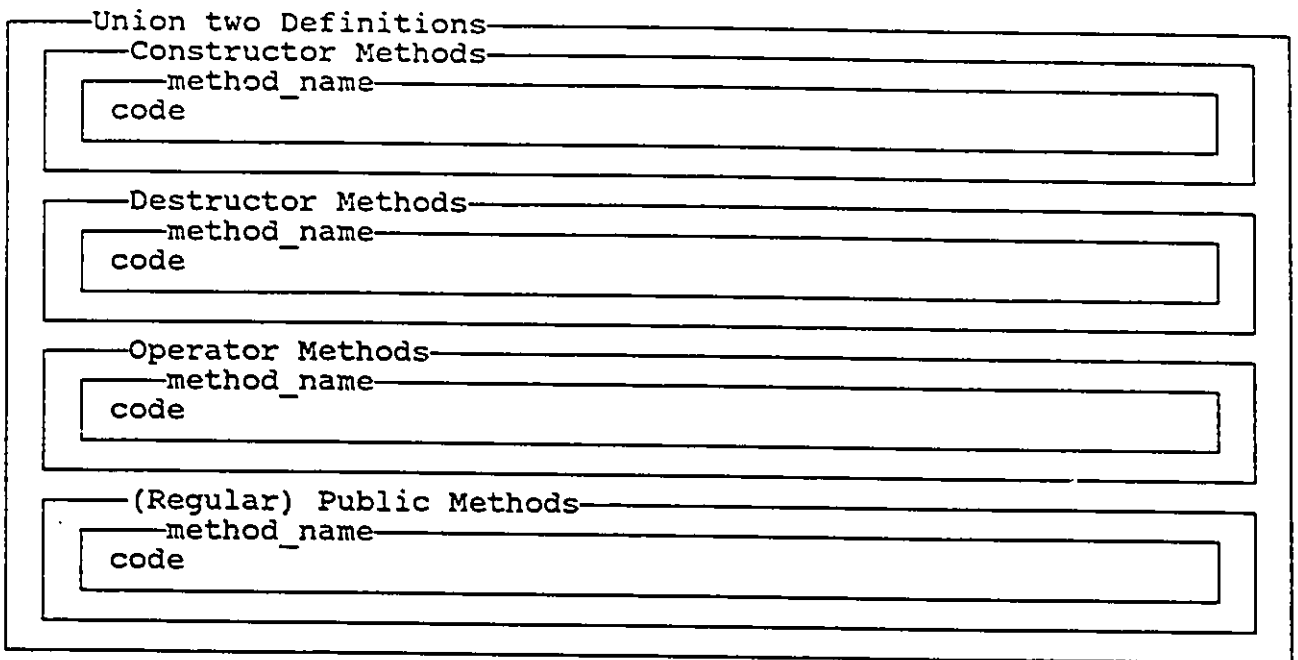 Union two Definitions
Constructor Methods
method_name
code
Destructor Methods
method_name
code
Operator Methods
method_name
code
(Regular) Public Methods
method_name
code